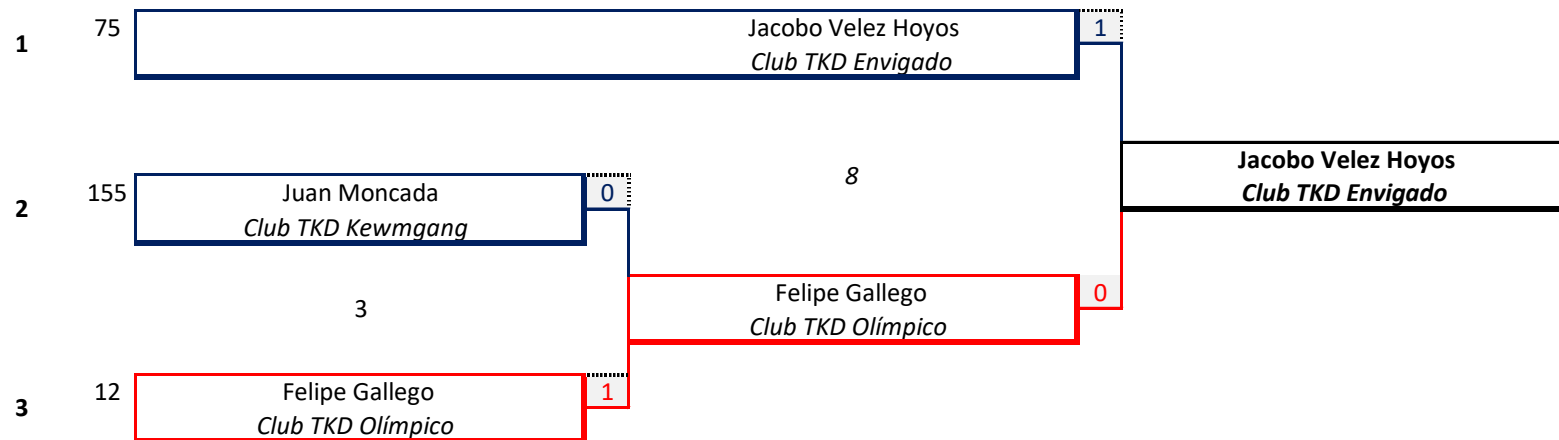 1
75
Jacobo Velez Hoyos
Club TKD Envigado
1
8
Jacobo Velez Hoyos
Club TKD Envigado
2
155
Juan Moncada
Club TKD Kewmgang
0
3
Felipe Gallego
Club TKD Olímpico
0
3
12
Felipe Gallego
Club TKD Olímpico
1